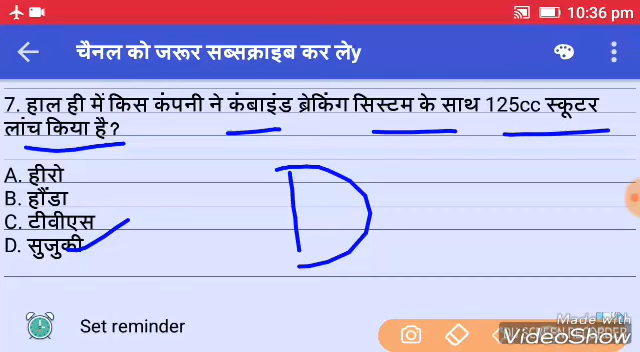 10:36 pm
चैनल को जरूर सब्सक्राइब कर लेy
7. हाल ही में किस कंपनी ने कंबाइंड ब्रेकिंग सिस्टम के साथ 125cc स्कूटर
लांच किया है?
A. हीरो
B. हौंडा
C. टीवीएस
D. सुजुकी
D
Set reminder
Made with
VideoShow